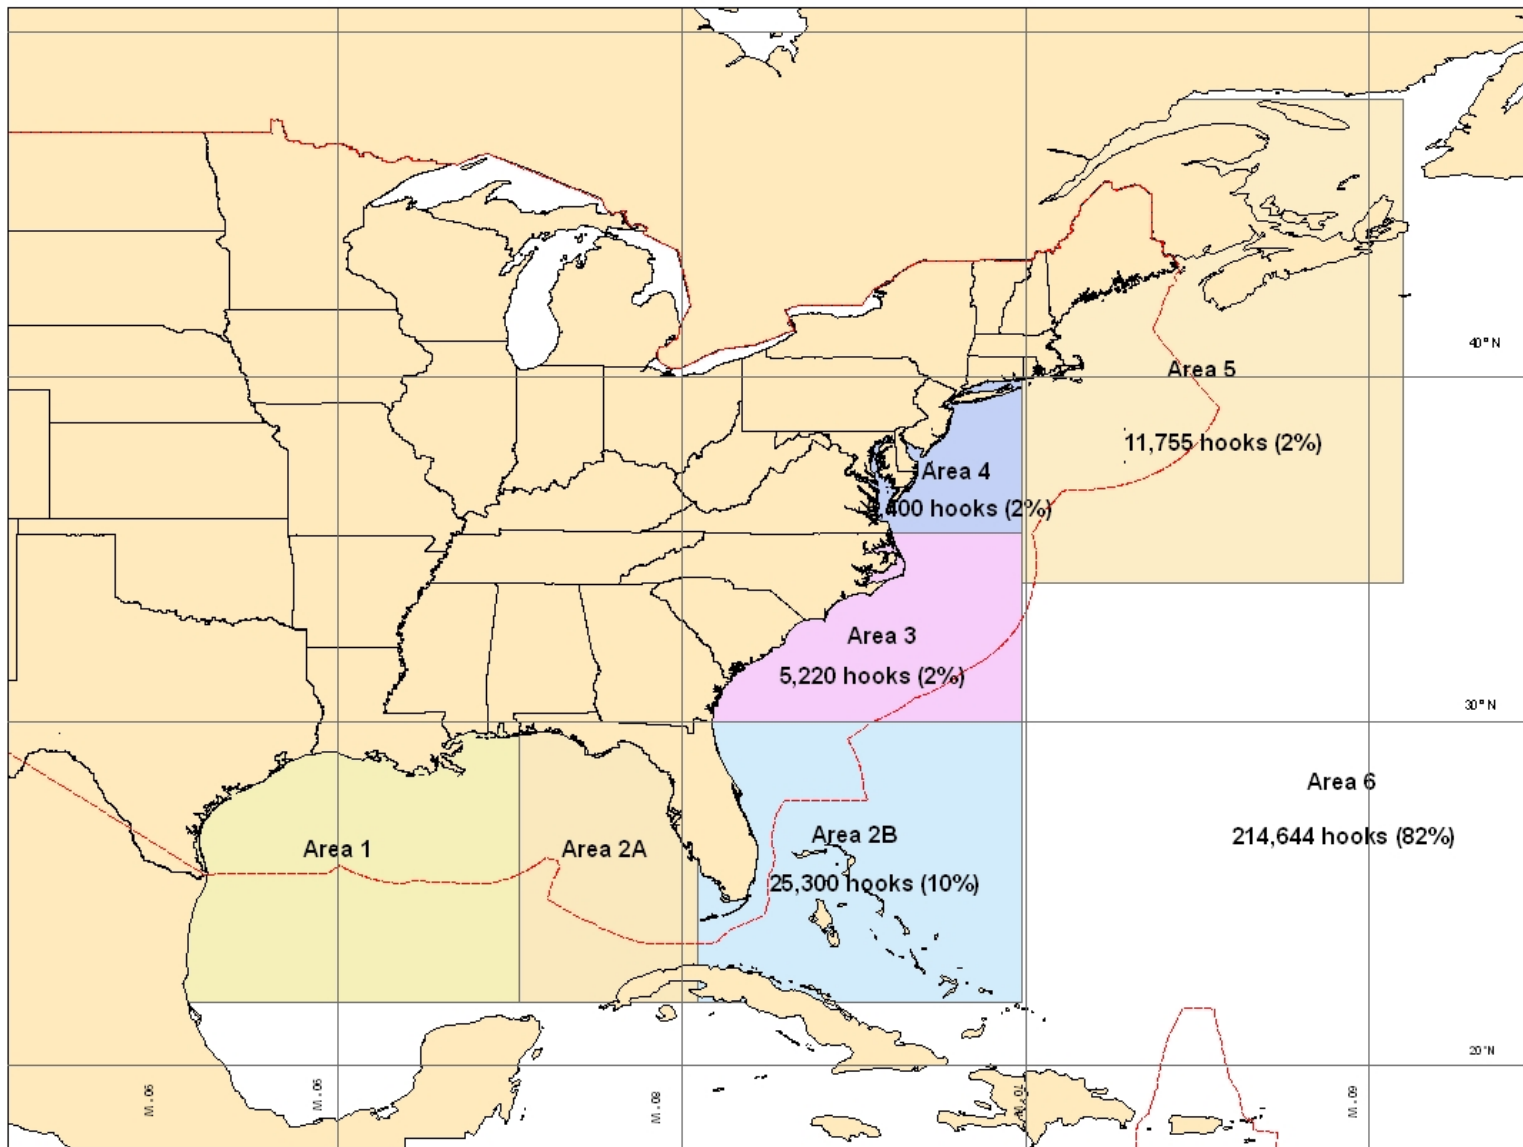 40°N
Area 5
11,755 hooks (2%)
Area 4
400 hooks (2%)
Area 3
5,220 hooks (2%)
30°N
Area 6
214,644 hooks (82%)
Area 1
Area 2A
Area 2B
25,300 hooks (10%)
20°N
90°W
80°W
70°W